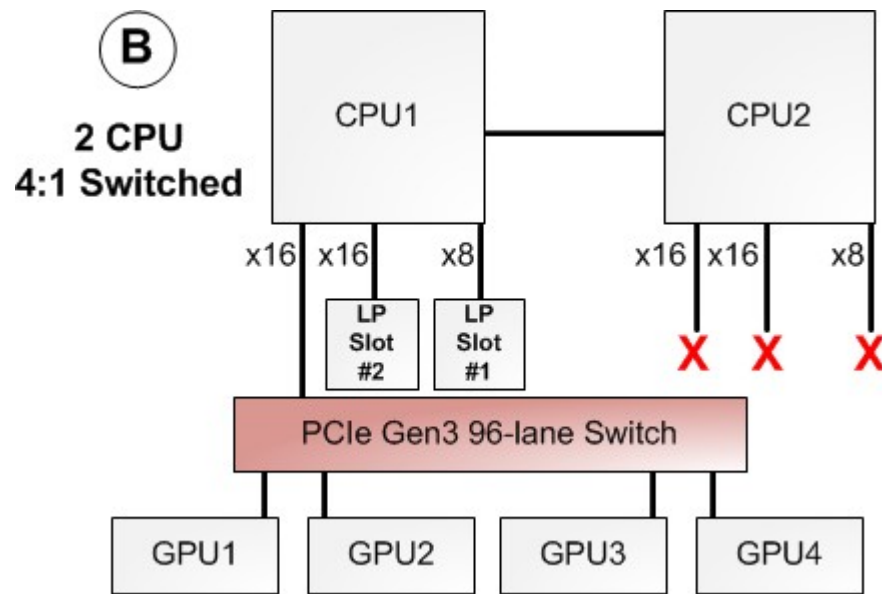 B
2 CPU
4:1 Switched
CPU1
CPU2
x16
x16
x8
x16
x16
x8
LP
Slot
#2
LP
Slot
#1
X
X
X
PCIe Gen3 96-lane Switch
GPU1
GPU2
GPU3
GPU4